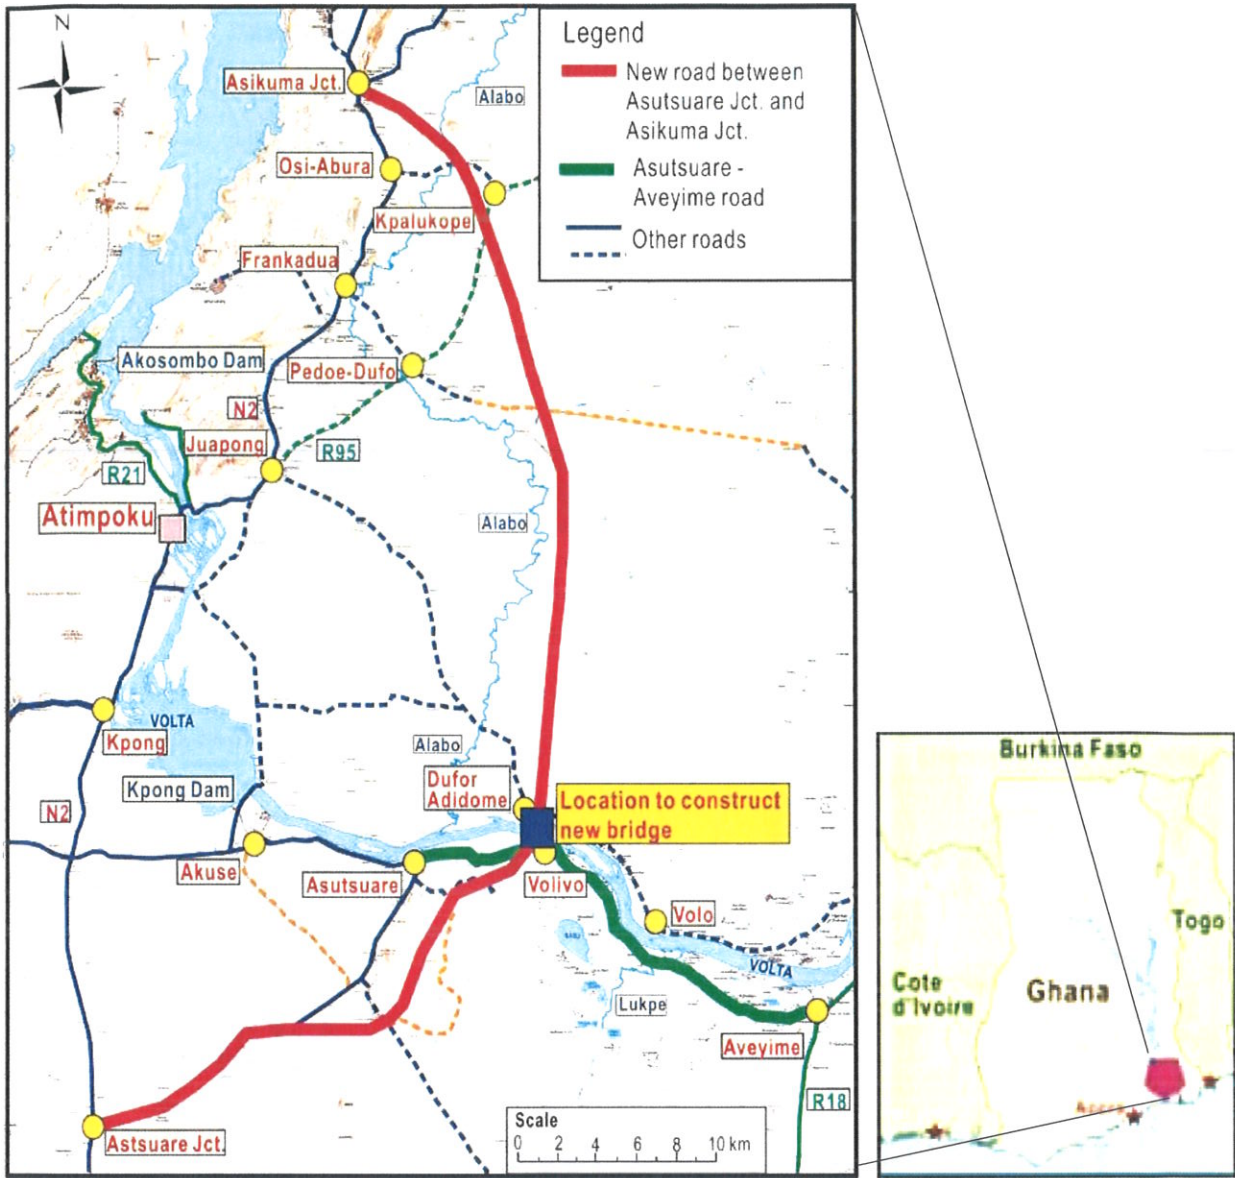 N
Legend
New road between
Asutsuare Jct. and
Asikuma Jct.
Asutsuare -
Aveyime road
Other roads
Asikuma Jct.
Alabo
Osi-Abura
Kpalukope
Frankadua
Akosombo Dam
Pedoe-Dufo
N2
Juapong
R95
R21
Atimpoku
Alabo
VOLTA
Kpong
Alabo
Kpong Dam
Dufor
Adidome
Location to construct
new bridge
N2
Akuse
Asutsuare
Volivo
Volo
VOLTA
Lukpe
Aveyime
R18
Astsuare Jct.
Scale
0 2 4 6 8 10 km
Burkina Faso
Togo
Cote
d'Ivoire
Ghana
Accra